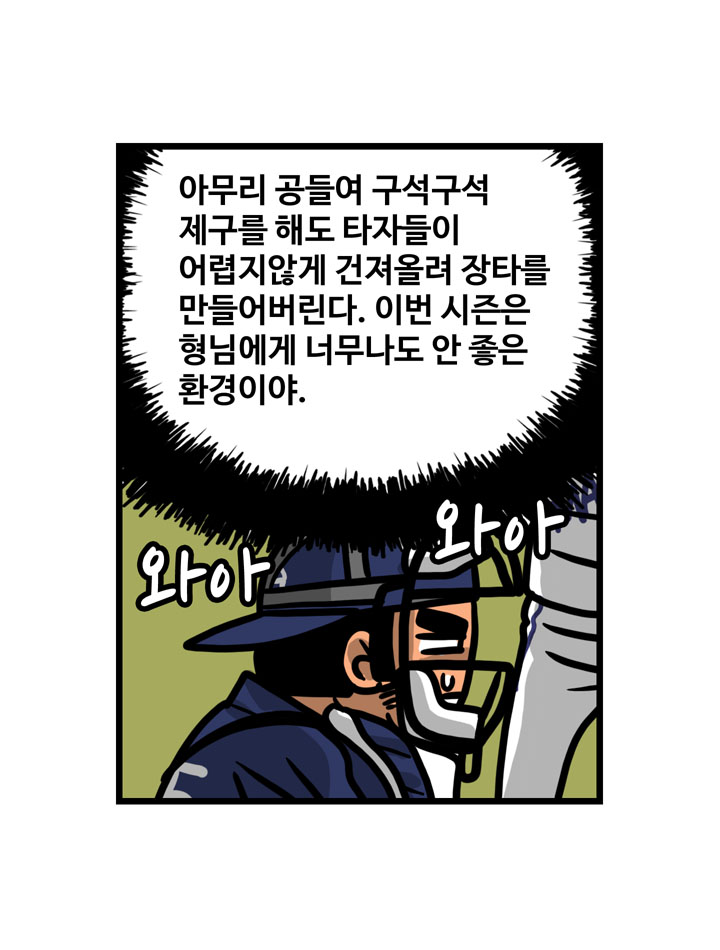 아무리 공들여 구석구석
제구를 해도 타자들이
어렵지않게 건져올려 장타를
만들어버린다. 이번 시즌은
형님에게 너무나도 안 좋은
환경이야.
와아
와아